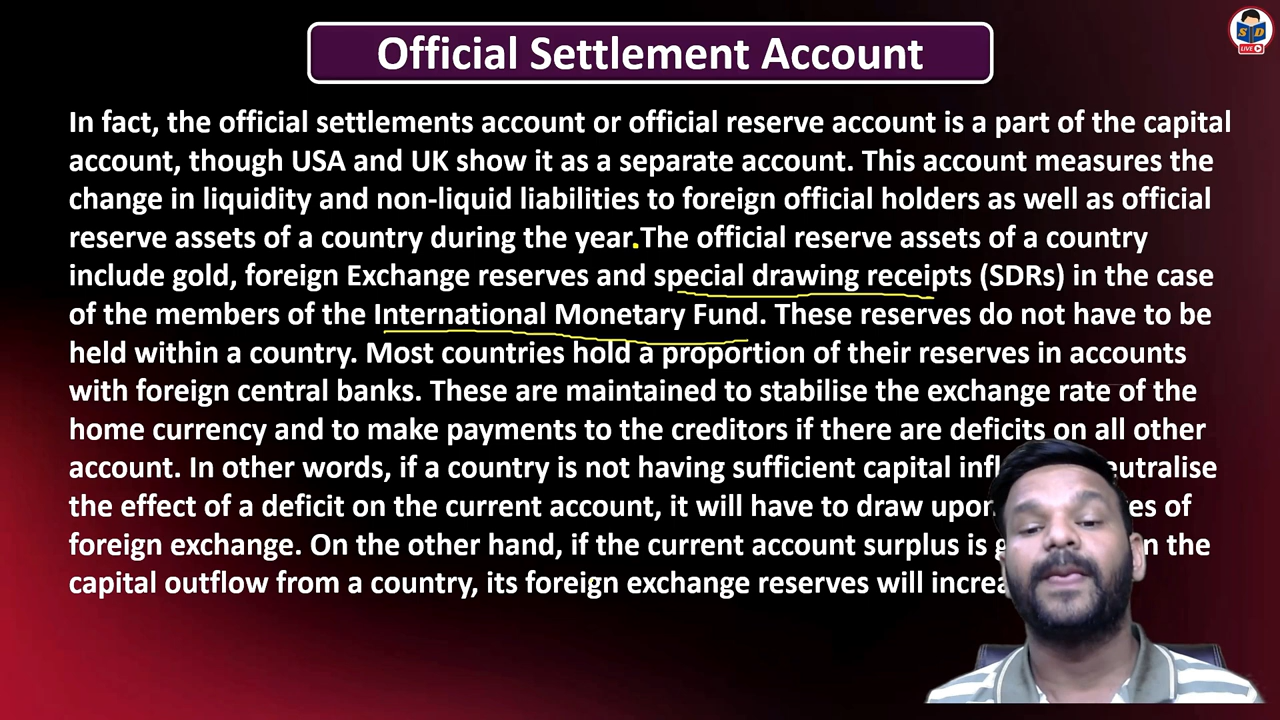 Official Settlement Account
S D
LIVE
In fact, the official settlements account or official reserve account is a part of the capital
account, though USA and UK show it as a separate account. This account measures the
change in liquidity and non-liquid liabilities to foreign official holders as well as official
reserve assets of a country during the year.The official reserve assets of a country
include gold, foreign Exchange reserves and special drawing receipts (SDRs) in the case
of the members of the International Monetary Fund. These reserves do not have to be
held within a country. Most countries hold a proportion of their reserves in accounts
with foreign central banks. These are maintained to stabilise the exchange rate of the
home currency and to make payments to the creditors if there are deficits on all other
account. In other words, if a country is not having sufficient capital
the effect of a deficit on the current account, it will have to draw of
foreign exchange. On the other hand, if the current account surplus is the
capital outflow from a country, its foreign exchange reserves will